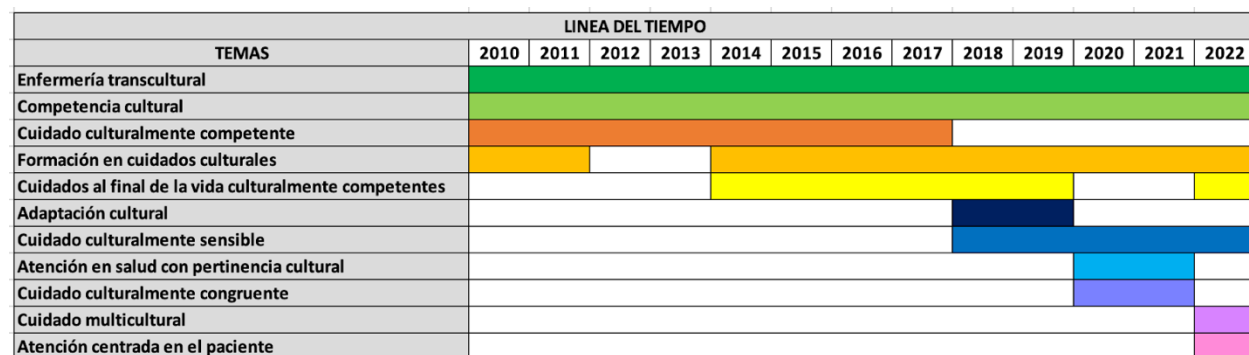 LINEA DEL TIEMPO
TEMAS 2010 2011 2012 2013 2014 2015 2016 2017 2018 2019 2020 2021 2022
Enfermería transcultural
Competencia cultural
Cuidado culturalmente competente
Formación en cuidados culturales
Cuidados al final de la vida culturalmente competentes
Adaptación cultural
Cuidado culturalmente sensible
Atención en salud con pertinencia cultural
Cuidado culturalmente congruente
Cuidado multicultural
Atención centrada en el paciente